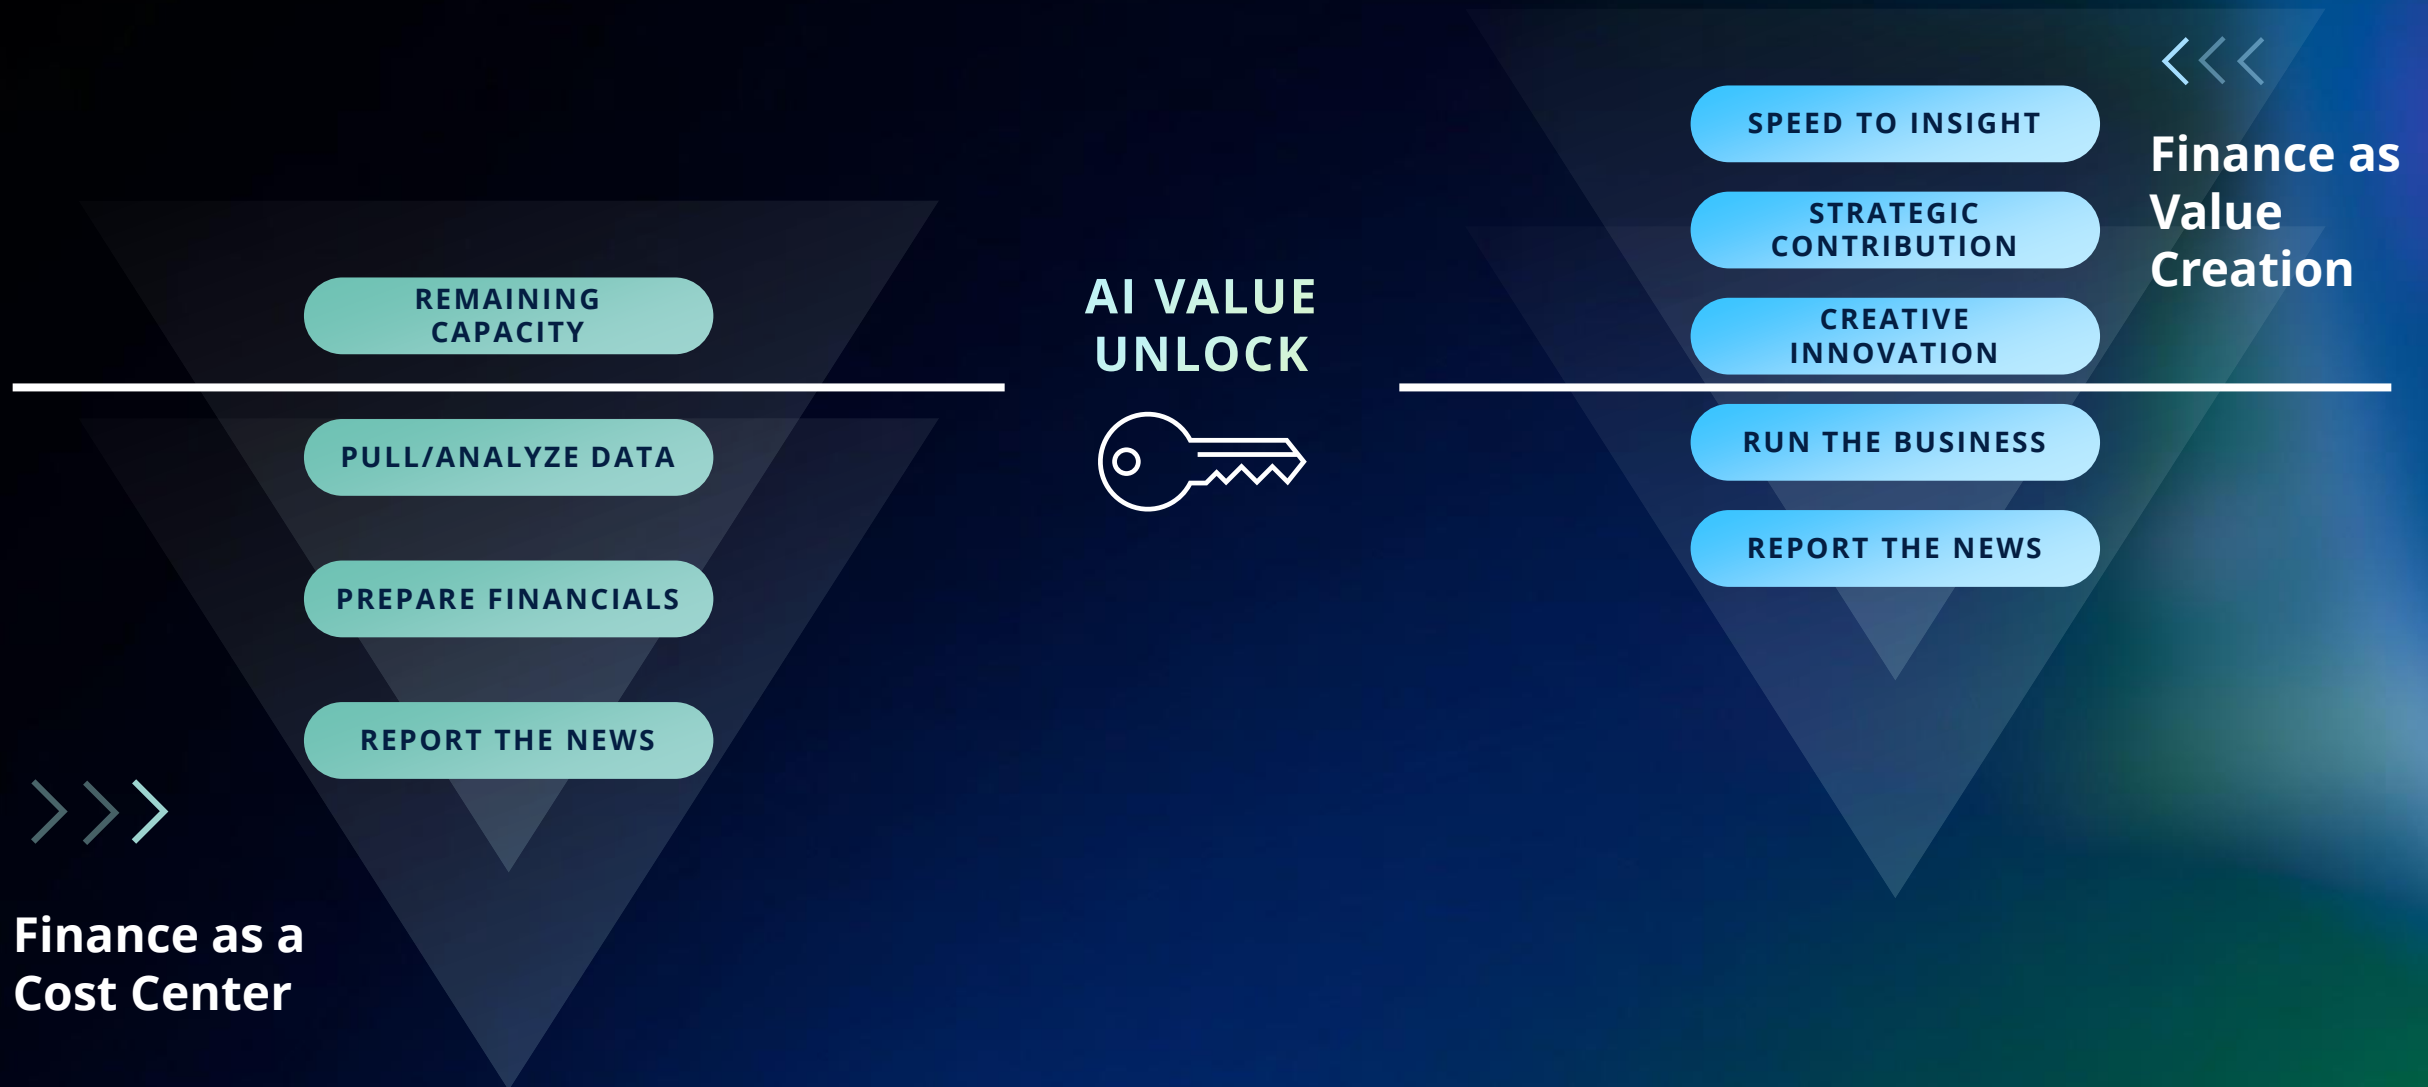 REMAINING
CAPACITY
PULL/ANALYZE DATA
PREPARE FINANCIALS
REPORT THE NEWS
Finance as a
Cost Center
AI VALUE
UNLOCK
SPEED TO INSIGHT
STRATEGIC
CONTRIBUTION
CREATIVE
INNOVATION
RUN THE BUSINESS
REPORT THE NEWS
Finance as
Value
Creation